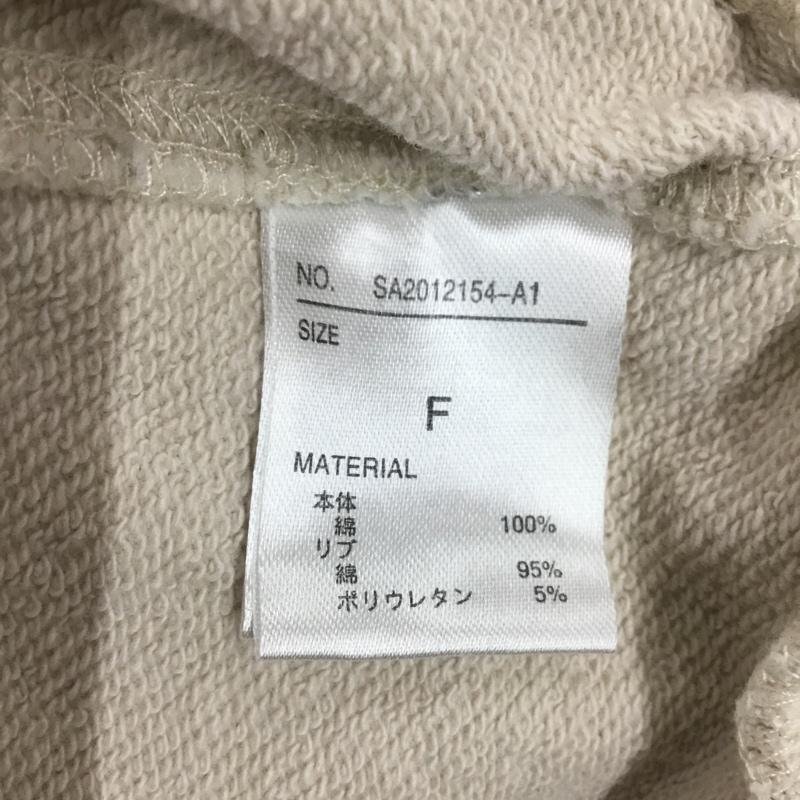 NO. SA2012154-A1
SIZE
F
MATERIAL
本体
綿 100%
リブ
綿 95%
ポリウレタン 5%